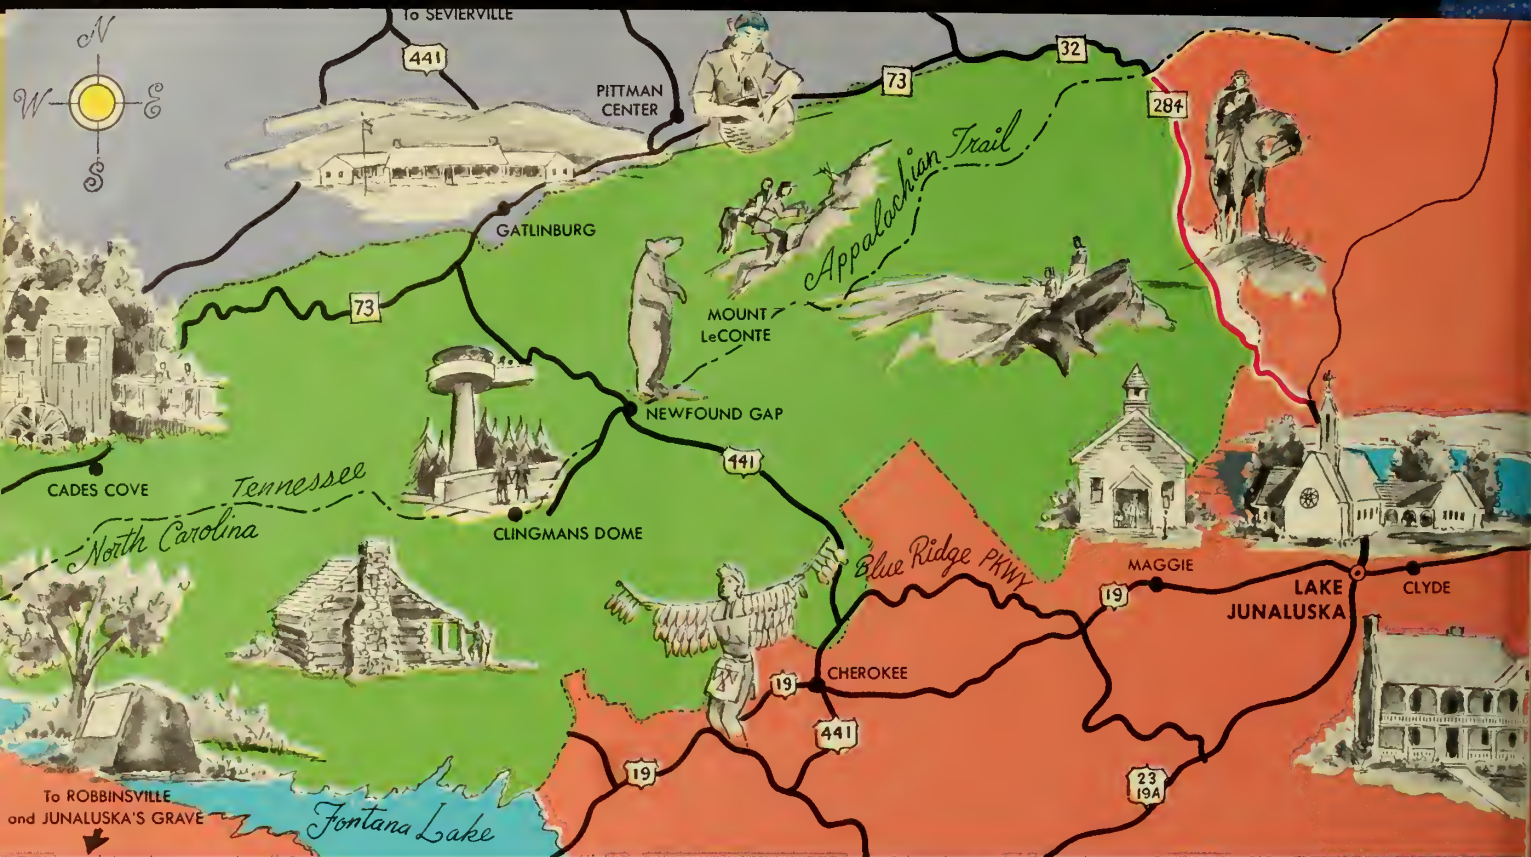 To SEVIERVILLE
N
W
E
S
441
PITTMAN
CENTER
73
32
284
Appalachian Trail
GATLINBURG
73
MOUNT
LeCONTE
NEWFOUND GAP
441
CADES COVE
Tennessee
North Carolina
CLINGMANS DOME
Blue Ridge PKWY
MAGGIE
19
LAKE
JUNALUSKA
CLYDE
CHEROKEE
19
441
19
23
19A
To ROBBINSVILLE
and JUNALUSKA'S GRAVE
Fontana Lake